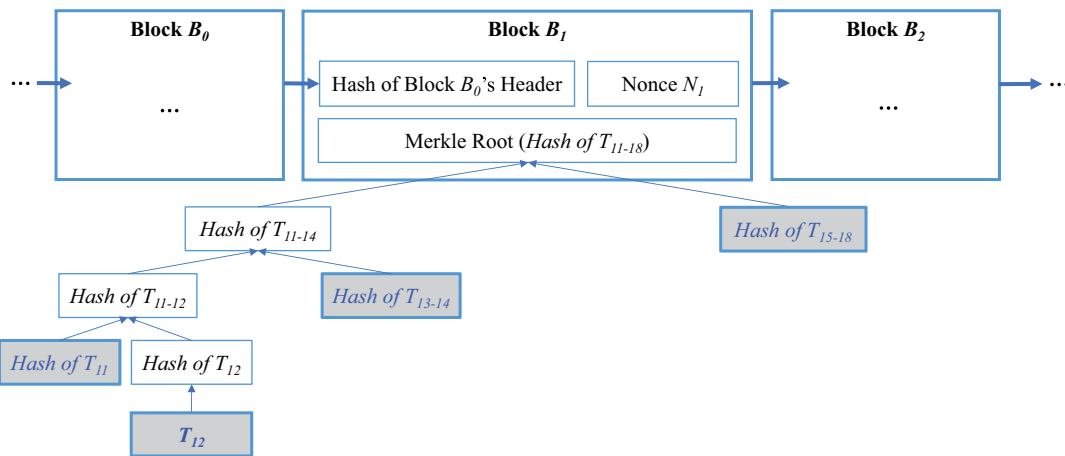 Block B₀
Block B₁
Block B₂
...
...
Hash of Block B₀'s Header
Nonce N₁
...
...
Merkle Root (Hash of T₁₁₋₁₈)
Hash of T₁₁₋₁₄
Hash of T₁₅₋₁₈
Hash of T₁₁₋₁₂
Hash of T₁₃₋₁₄
Hash of T₁₁
Hash of T₁₂
T₁₂